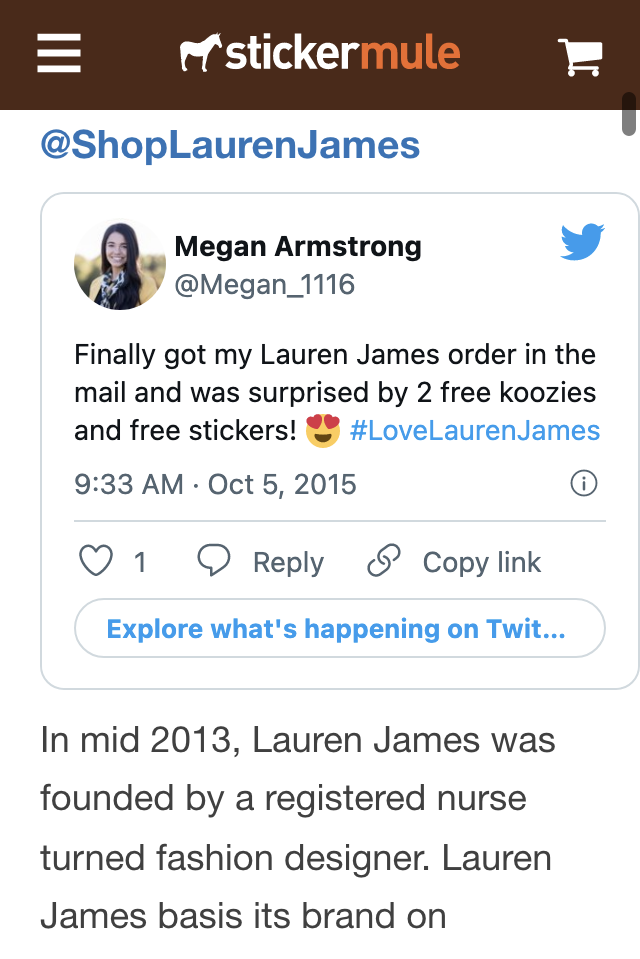 stickermule
@ShopLaurenJames
Megan Armstrong
@Megan_1116
Finally got my Lauren James order in the
mail and was surprised by 2 free koozies
and free stickers! 😍 #LoveLaurenJames
9:33 AM · Oct 5, 2015
1 Reply Copy link
Explore what's happening on Twit...
In mid 2013, Lauren James was
founded by a registered nurse
turned fashion designer. Lauren
James basis its brand on